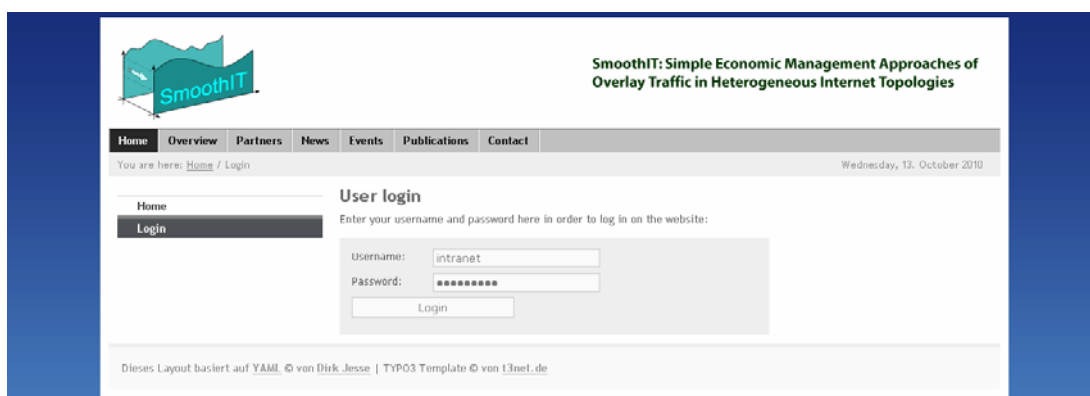 SmoothIT
SmoothIT: Simple Economic Management Approaches of
Overlay Traffic in Heterogeneous Internet Topologies
Home Overview Partners News Events Publications Contact
You are here: Home / Login
Wednesday, 13. October 2010
Home
Login
User login
Enter your username and password here in order to log in on the website:
Username: intranet
Password: •••••••••
Login
Dieses Layout basiert auf YAML © von Dirk Jesse | TYPO3 Template © von t3net.de